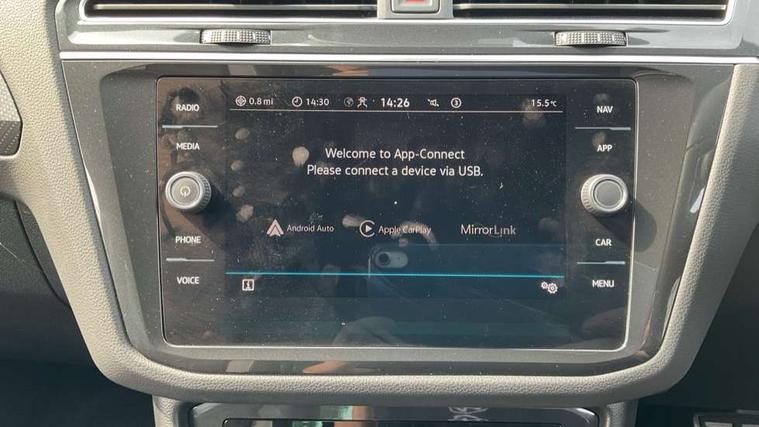 RADIO
MEDIA
PHONE
VOICE
0.8 mi 14:30 14:26 3 15.5°C
Welcome to App-Connect
Please connect a device via USB.
Android Auto Apple CarPlay MirrorLink
NAV
APP
CAR
MENU